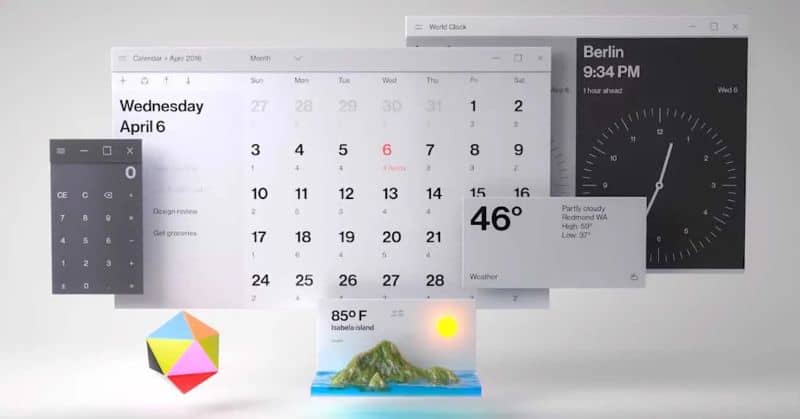 World Clock
Calendar • April 2016
Month
Berlin
9:34 PM
1 hour ahead
Wed 6
12
Sun Mon Tue Wed Thu Fri Sat
27 28 29 30 31 1 2
Wednesday
April 6
3 4 5 6 7 8 9
10 11 12 13 14 15 16
Design review
Get groceries
17 18 19 20 21
24 25 26 27 28
0
CE C
7 8 9
4 5 6 −
1 2 3 +
46°
Partly cloudy
Redmond WA
High: 59°
Low: 37°
Weather
85° F
Isabela island